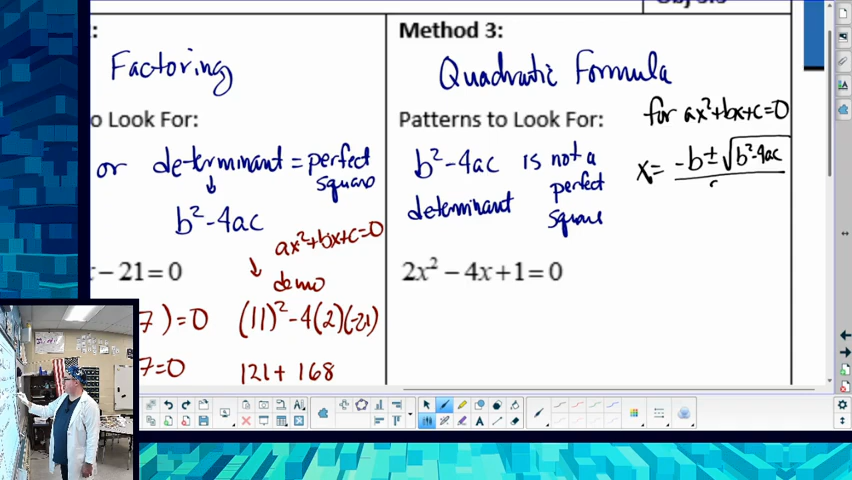 Factoring
o Look For:
or determinant = perfect square
↓
b² - 4ac
ax²+bx+c=0
↓ demo
- 21 = 0
7 ) = 0 (11)² - 4(2)(-21)
7=0 121 + 168
Method 3:
Quadratic Formula
Patterns to Look For:
for ax²+bx+c=0
b² - 4ac is not a perfect square
determinant
x = -b ± √b²-4ac
2x² − 4x + 1 = 0